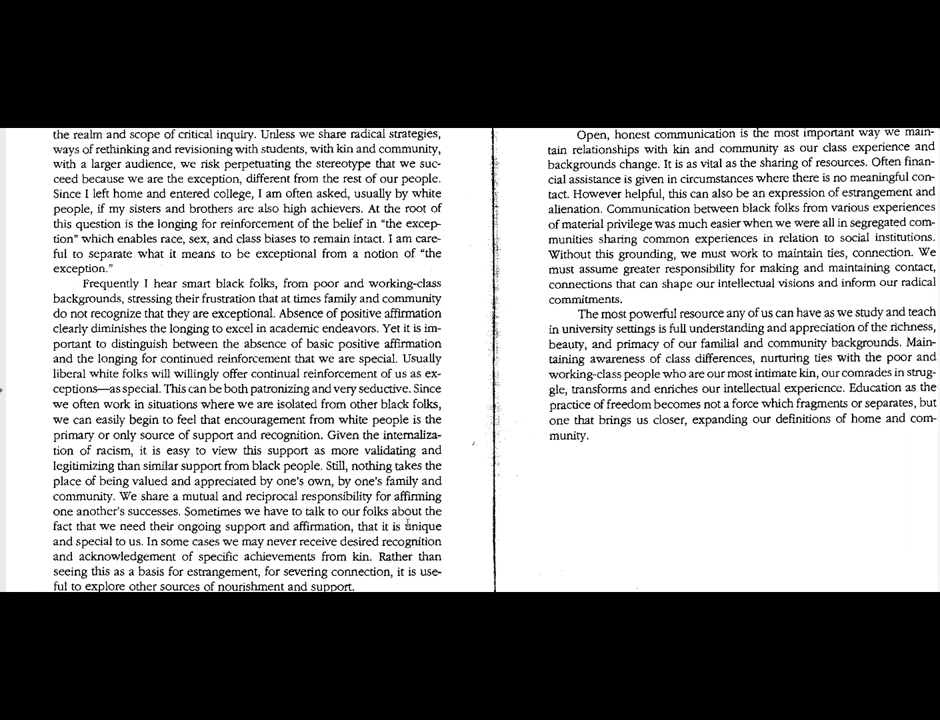 the realm and scope of critical inquiry. Unless we share radical strategies,
ways of rethinking and revisioning with students, with kin and community,
with a larger audience, we risk perpetuating the stereotype that we suc-
ceed because we are the exception, different from the rest of our people.
Since I left home and entered college, I am often asked, usually by white
people, if my sisters and brothers are also high achievers. At the root of
this question is the longing for reinforcement of the belief in “the excep-
tion” which enables race, sex, and class biases to remain intact. I am care-
ful to separate what it means to be exceptional from a notion of “the
exception.”
Frequently I hear smart black folks, from poor and working-class
backgrounds, stressing their frustration that at times family and community
do not recognize that they are exceptional. Absence of positive affirmation
clearly diminishes the longing to excel in academic endeavors. Yet it is im-
portant to distinguish between the absence of basic positive affirmation
and the longing for continued reinforcement that we are special. Usually
liberal white folks will willingly offer continual reinforcement of us as ex-
ceptions—as special. This can be both patronizing and very seductive. Since
we often work in situations where we are isolated from other black folks,
we can easily begin to feel that encouragement from white people is the
primary or only source of support and recognition. Given the internaliza-
tion of racism, it is easy to view this support as more validating and
legitimizing than similar support from black people. Still, nothing takes the
place of being valued and appreciated by one’s own, by one’s family and
community. We share a mutual and reciprocal responsibility for affirming
one another’s successes. Sometimes we have to talk to our folks about the
fact that we need their ongoing support and affirmation, that it is unique
and special to us. In some cases we may never receive desired recognition
and acknowledgement of specific achievements from kin. Rather than
seeing this as a basis for estrangement, for severing connection, it is use-
ful to explore other sources of nourishment and support.
Open, honest communication is the most important way we main-
tain relationships with kin and community as our class experience and
backgrounds change. It is as vital as the sharing of resources. Often finan-
cial assistance is given in circumstances where there is no meaningful con-
tact. However helpful, this can also be an expression of estrangement and
alienation. Communication between black folks from various experiences
of material privilege was much easier when we were all in segregated com-
munities sharing common experiences in relation to social institutions.
Without this grounding, we must work to maintain ties, connection. We
must assume greater responsibility for making and maintaining contact,
connections that can shape our intellectual visions and inform our radical
commitments.
The most powerful resource any of us can have as we study and teach
in university settings is full understanding and appreciation of the richness,
beauty, and primacy of our familial and community backgrounds. Main-
taining awareness of class differences, nurturing ties with the poor and
working-class people who are our most intimate kin, our comrades in strug-
gle, transforms and enriches our intellectual experience. Education as the
practice of freedom becomes not a force which fragments or separates, but
one that brings us closer, expanding our definitions of home and com-
munity.